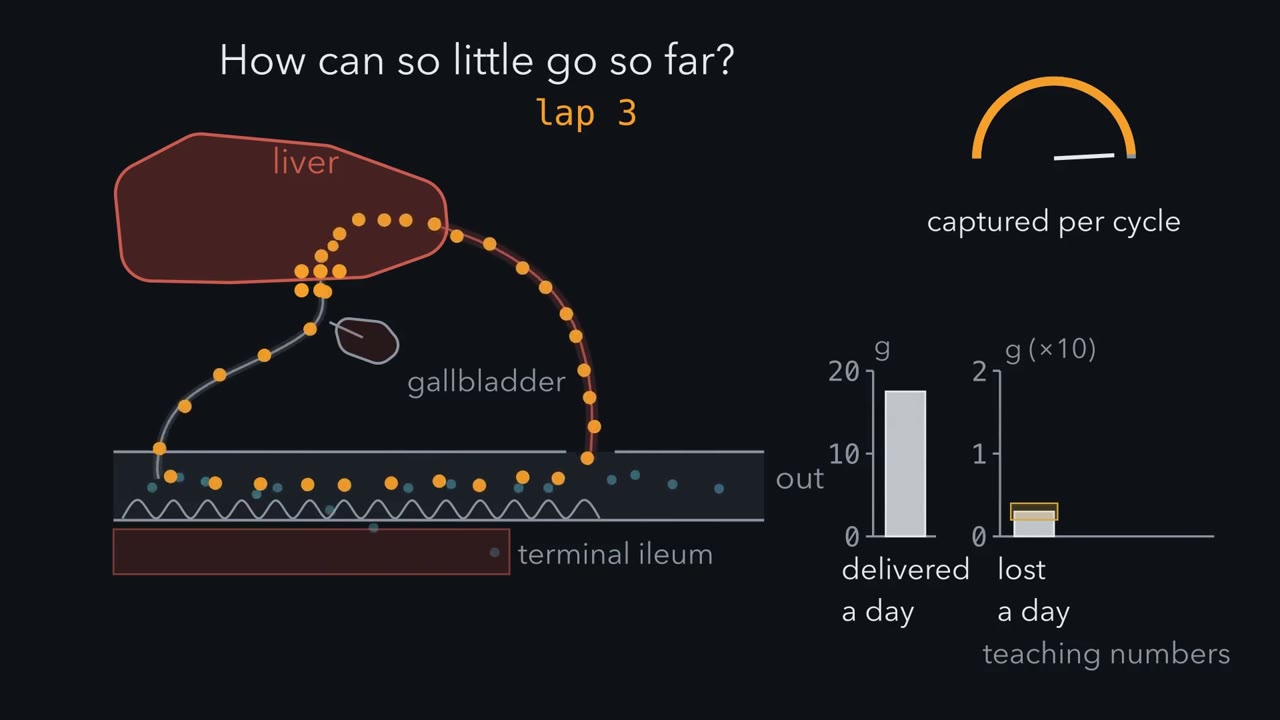 How can so little go so far?
lap 3
liver
captured per cycle
gallbladder
g
g (×10)
20
10
0
2
1
0
out
terminal ileum
delivered
a day
lost
a day
teaching numbers